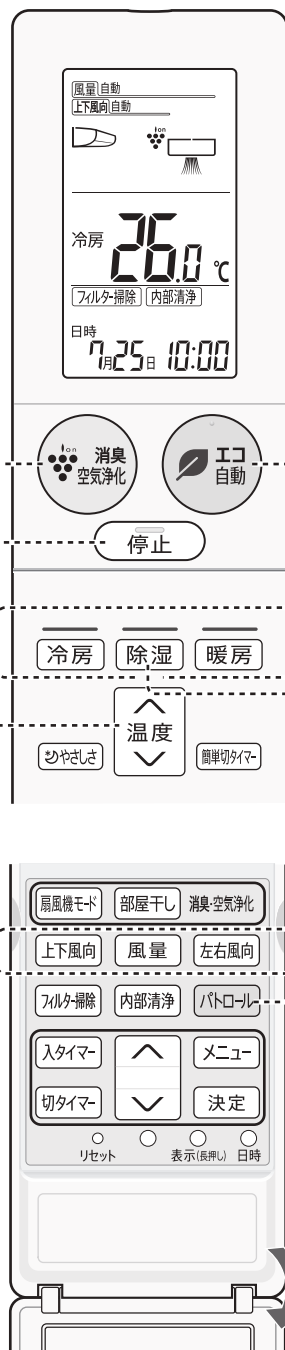 風量 自動
上下風向 自動
ion
冷房 26.0 ℃
フィルター掃除 内部清浄
日時
7月25日 10:00
ion 消臭 空気浄化
エコ 自動
停止
冷房 除湿 暖房
温度
やさしさ 簡単切タイマー
扇風機モード 部屋干し 消臭・空気浄化
上下風向 風量 左右風向
フィルター掃除 内部清浄 パトロール
入タイマー メニュー
切タイマー 決定
リセット 表示(長押し) 日時